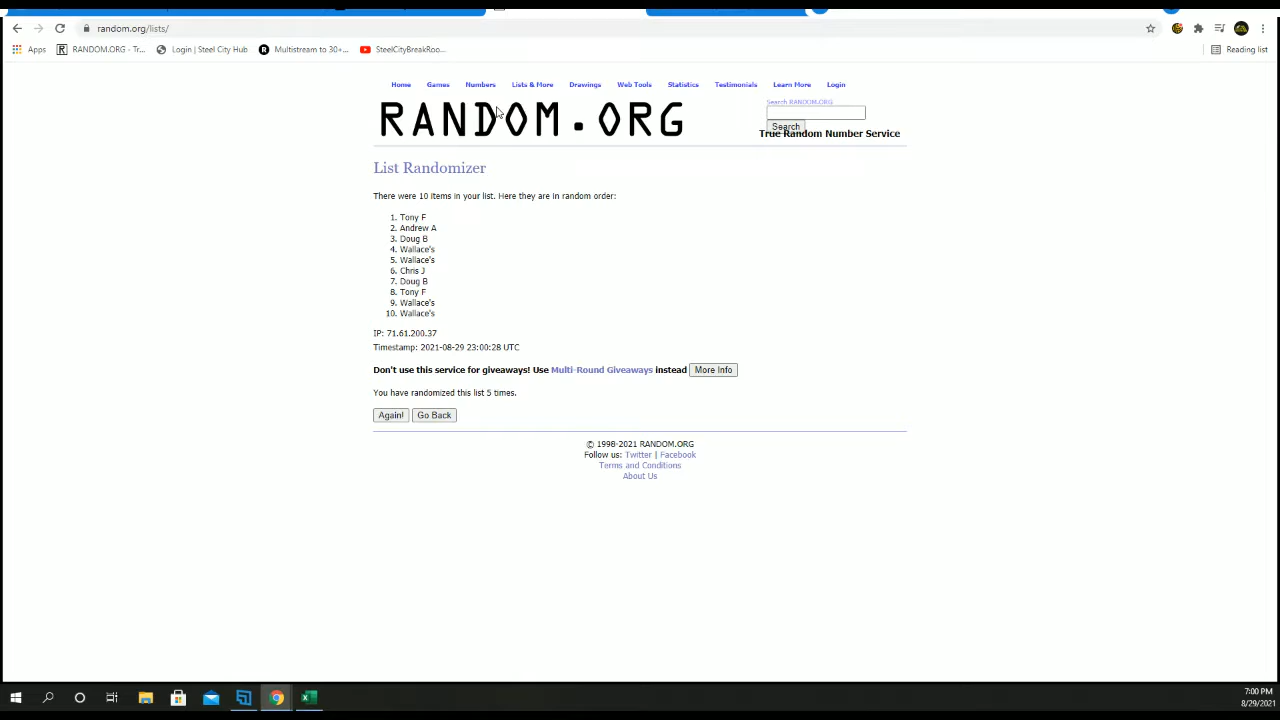 random.org/lists/
Apps RANDOM.ORG - Tr... Login | Steel City Hub Multistream to 30+... SteelCityBreakRoo... Reading list
Home Games Numbers Lists & More Drawings Web Tools Statistics Testimonials Learn More Login
RANDOM.ORG
Search RANDOM.ORG
Search
True Random Number Service
List Randomizer
There were 10 items in your list. Here they are in random order:
1. Tony F
2. Andrew A
3. Doug B
4. Wallace's
5. Wallace's
6. Chris J
7. Doug B
8. Tony F
9. Wallace's
10. Wallace's
IP: 71.61.200.37
Timestamp: 2021-08-29 23:00:28 UTC
Don't use this service for giveaways! Use Multi-Round Giveaways instead More Info
You have randomized this list 5 times.
Again! Go Back
© 1998-2021 RANDOM.ORG
Follow us: Twitter | Facebook
Terms and Conditions
About Us
7:00 PM
8/29/2021